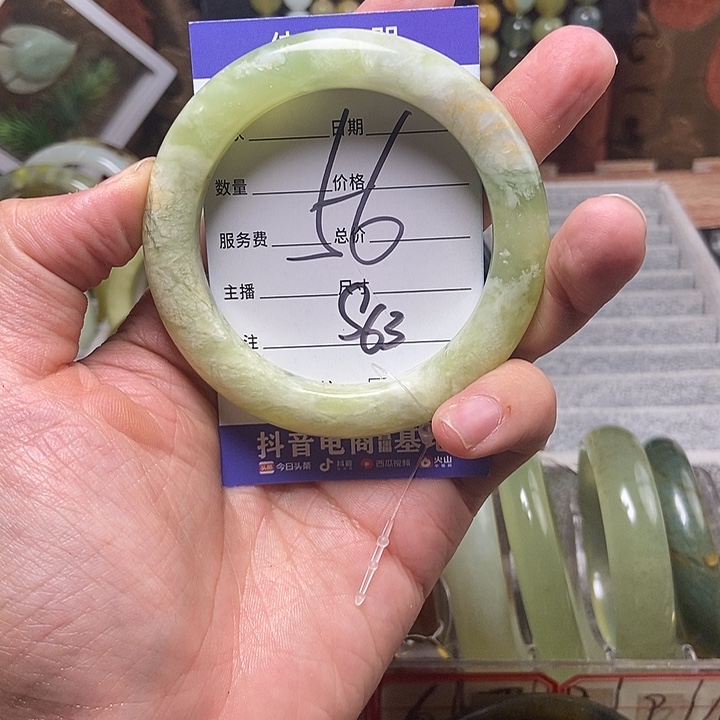 日期
数量 价格
56
服务费 总价
主播 尺寸
S63
注
抖音电商 基
今日头条 抖音 西瓜视频 火山